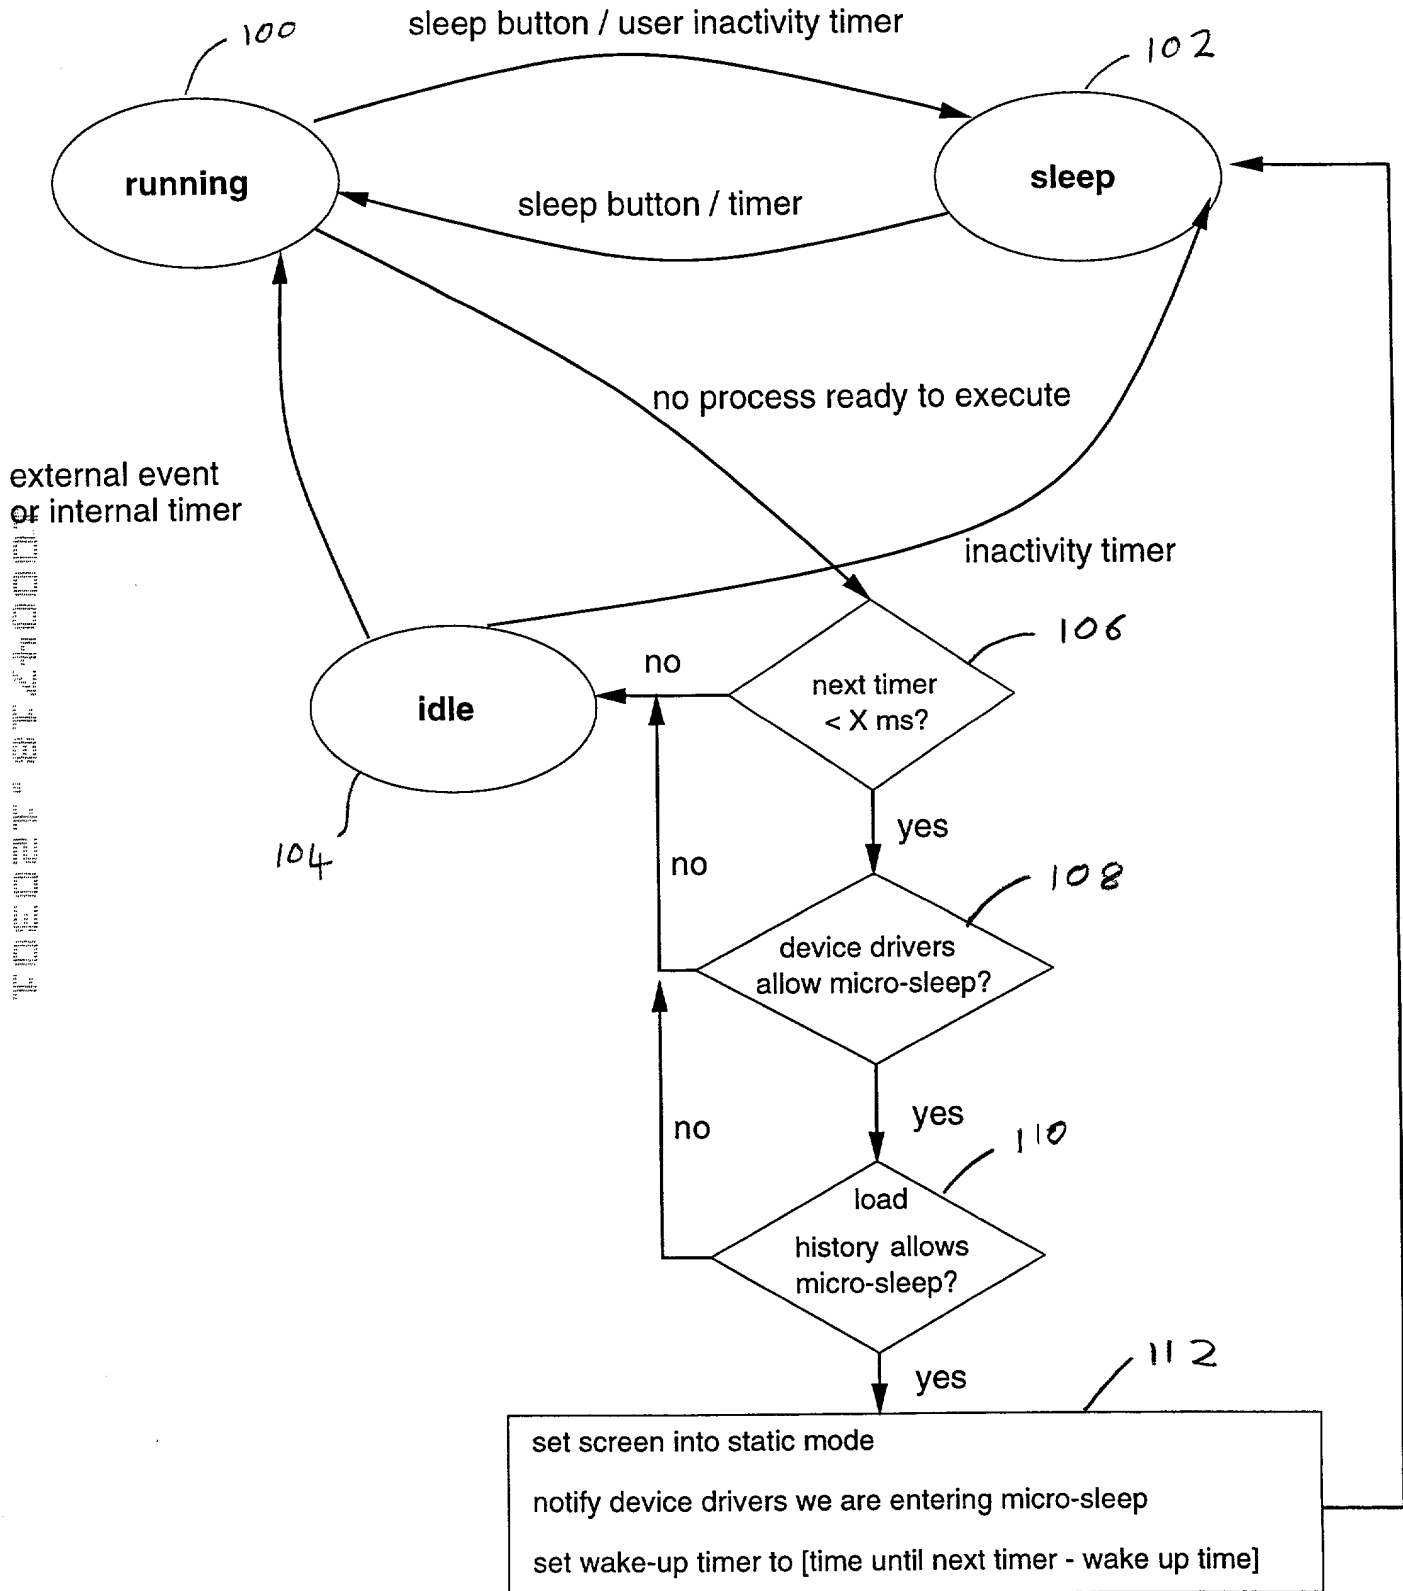 sleep button / user inactivity timer
100
102
running
sleep
sleep button / timer
no process ready to execute
external event
or internal timer
inactivity timer
106
no
next timer
< X ms?
idle
yes
104
no
108
device drivers
allow micro-sleep?
yes
no
110
load
history allows
micro-sleep?
yes
112
set screen into static mode
notify device drivers we are entering micro-sleep
set wake-up timer to [time until next timer - wake up time]